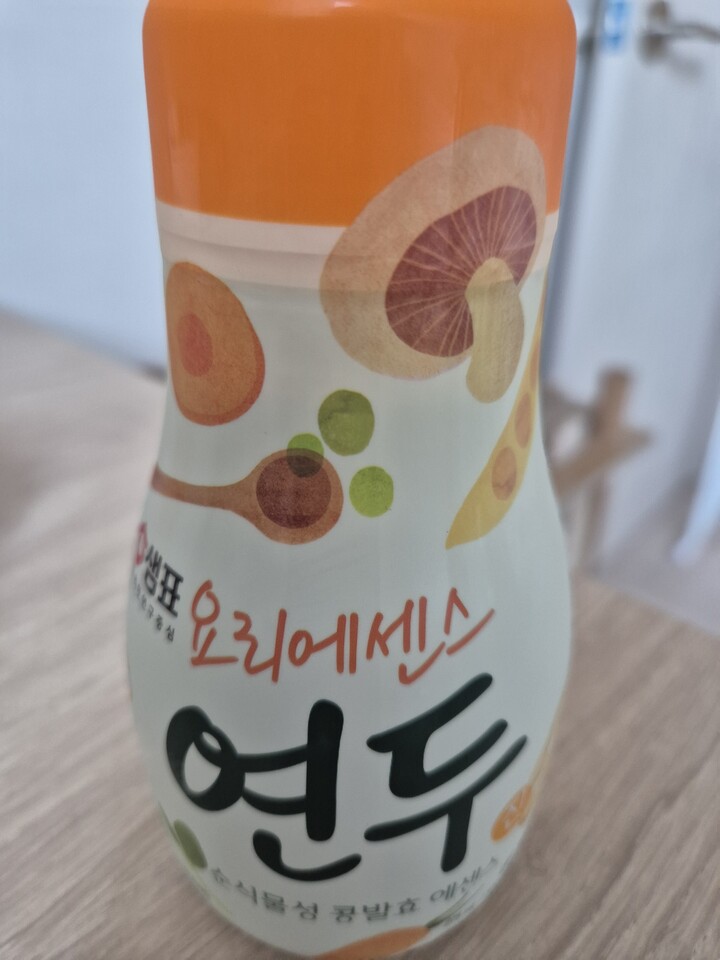 샘표
요리에세센스
연두
순식물성 콩발효 에센스